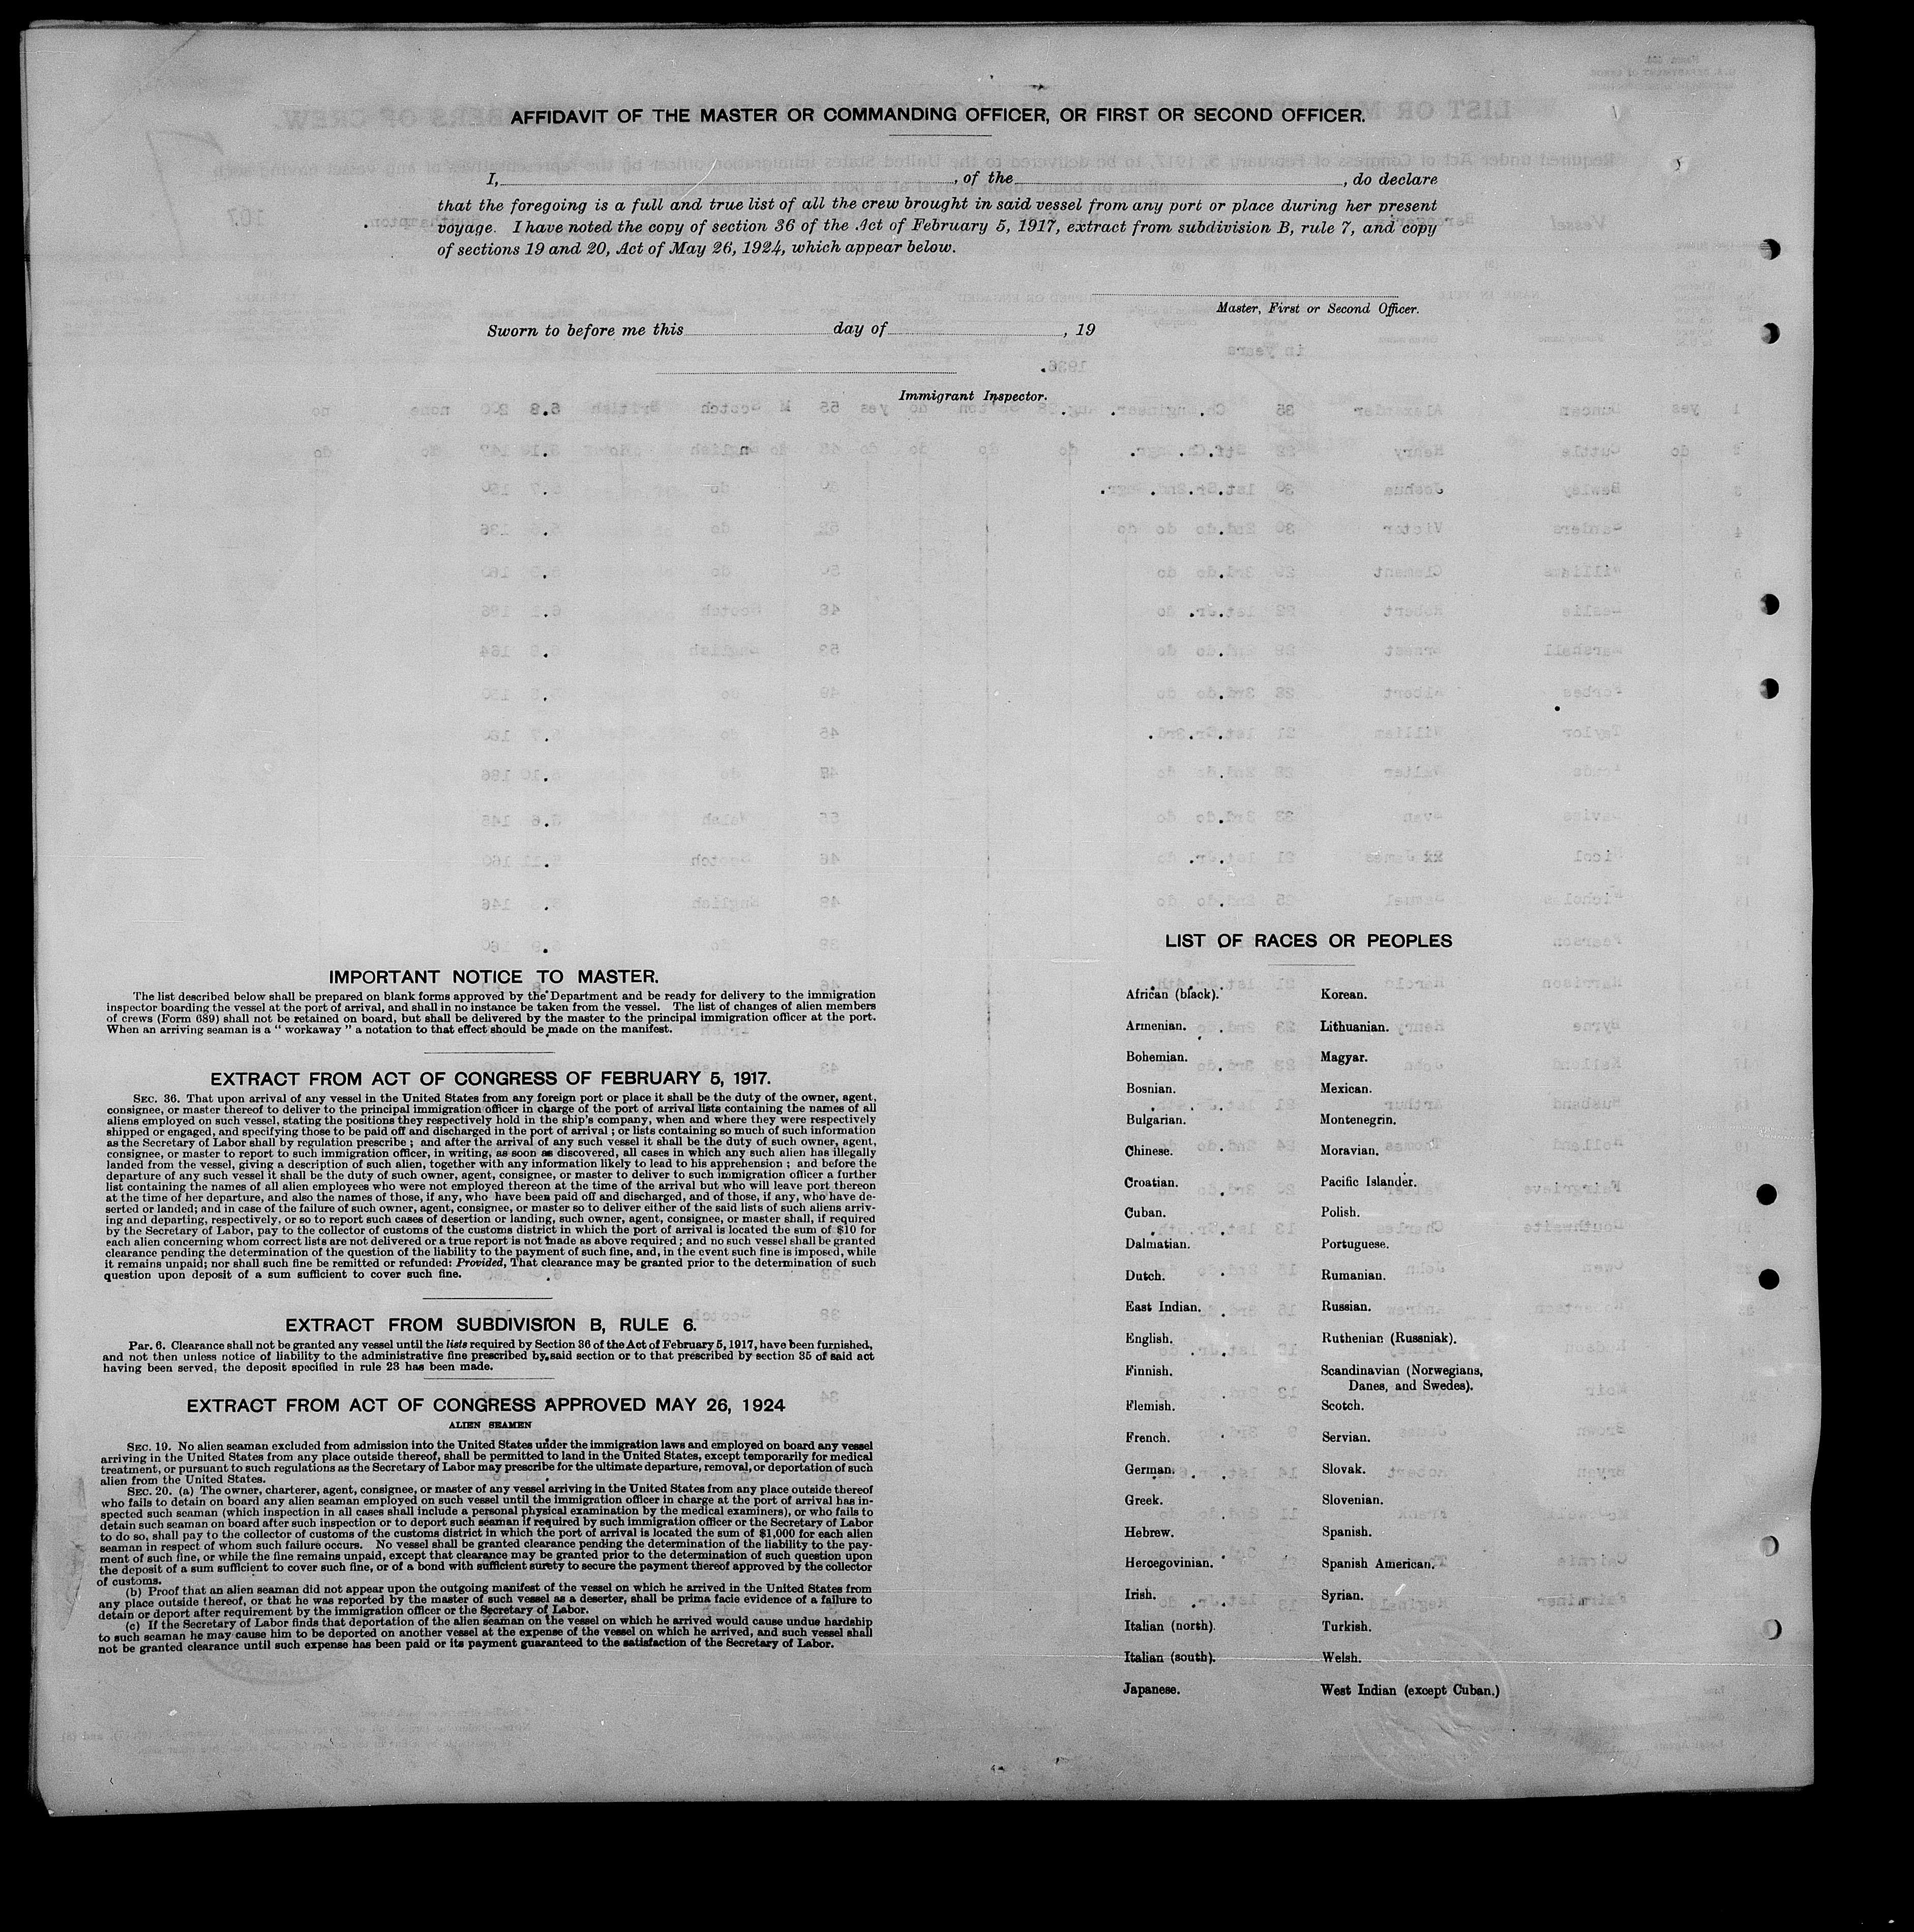 AFFIDAVIT OF THE MASTER OR COMMANDING OFFICER, OR FIRST OR SECOND OFFICER.
I, , of the , do declare
that the foregoing is a full and true list of all the crew brought in said vessel from any port or place during her present
voyage. I have noted the copy of section 36 of the Act of February 5, 1917, extract from subdivision B, rule 7, and copy
of sections 19 and 20, Act of May 26, 1924, which appear below.
Master, First or Second Officer.
Sworn to before me this day of , 19
Immigrant Inspector.
IMPORTANT NOTICE TO MASTER.
The list described below shall be prepared on blank forms approved by the Department and be ready for delivery to the immigration
inspector boarding the vessel at the port of arrival, and shall in no instance be taken from the vessel. The list of changes of alien members
of crews (Form 689) shall not be retained on board, but shall be delivered by the master to the principal immigration officer at the port.
When an arriving seaman is a " workaway " a notation to that effect should be made on the manifest.
EXTRACT FROM ACT OF CONGRESS OF FEBRUARY 5, 1917.
SEC. 36. That upon arrival of any vessel in the United States from any foreign port or place it shall be the duty of the owner, agent,
consignee, or master thereof to deliver to the principal immigration officer in charge of the port of arrival lists containing the names of all
aliens employed on such vessel, stating the positions they respectively hold in the ship's company, when and where they were respectively
shipped or engaged, and specifying those to be paid off and discharged in the port of arrival ; or lists containing so much of such information
as the Secretary of Labor shall by regulation prescribe ; and after the arrival of any such vessel it shall be the duty of such owner, agent,
consignee, or master to report to such immigration officer, in writing, as soon as discovered, all cases in which any such alien has illegally
landed from the vessel, giving a description of such alien, together with any information likely to lead to his apprehension ; and before the
departure of any such vessel it shall be the duty of such owner, agent, consignee, or master to deliver to such immigration officer a further
list containing the names of all alien employees who were not employed thereon at the time of the arrival but who will leave port thereon
at the time of her departure, and also the names of those, if any, who have been paid off and discharged, and of those, if any, who have de-
serted or landed; and in case of the failure of such owner, agent, consignee, or master so to deliver either of the said lists of such aliens arriv-
ing and departing, respectively, or so to report such cases of desertion or landing, such owner, agent, consignee, or master shall, if required
by the Secretary of Labor, pay to the collector of customs of the customs district in which the port of arrival is located the sum of $10 for
each alien concerning whom correct lists are not delivered or a true report is not made as above required ; and no such vessel shall be granted
clearance pending the determination of the question of the liability to the payment of such fine, and, in the event such fine is imposed, while
it remains unpaid; nor shall such fine be remitted or refunded: Provided, That clearance may be granted prior to the determination of such
question upon deposit of a sum sufficient to cover such fine.
EXTRACT FROM SUBDIVISION B, RULE 6.
Par. 6. Clearance shall not be granted any vessel until the lists required by Section 36 of the Act of February 5, 1917, have been furnished,
and not then unless notice of liability to the administrative fine prescribed by said section or to that prescribed by section 35 of said act
having been served, the deposit specified in rule 23 has been made.
EXTRACT FROM ACT OF CONGRESS APPROVED MAY 26, 1924
ALIEN SEAMEN
SEC. 19. No alien seaman excluded from admission into the United States under the immigration laws and employed on board any vessel
arriving in the United States from any place outside thereof, shall be permitted to land in the United States, except temporarily for medical
treatment, or pursuant to such regulations as the Secretary of Labor may prescribe for the ultimate departure, removal, or deportation of such
alien from the United States.
SEC. 20. (a) The owner, charterer, agent, consignee, or master of any vessel arriving in the United States from any place outside thereof
who fails to detain on board any alien seaman employed on such vessel until the immigration officer in charge at the port of arrival has in-
spected such seaman (which inspection in all cases shall include a personal physical examination by the medical examiners), or who fails to
detain such seaman on board after such inspection or to deport such seaman if required by such immigration officer or the Secretary of Labor
to do so, shall pay to the collector of customs of the customs district in which the port of arrival is located the sum of $1,000 for each alien
seaman in respect of whom such failure occurs. No vessel shall be granted clearance pending the determination of the liability to the pay-
ment of such fine, or while the fine remains unpaid, except that clearance may be granted prior to the determination of such question upon
the deposit of a sum sufficient to cover such fine, or of a bond with sufficient surety to secure the payment thereof approved by the collector
of customs.
(b) Proof that an alien seaman did not appear upon the outgoing manifest of the vessel on which he arrived in the United States from
any place outside thereof, or that he was reported by the master of such vessel as a deserter, shall be prima facie evidence of a failure to
detain or deport after requirement by the immigration officer or the Secretary of Labor.
(c) If the Secretary of Labor finds that deportation of the alien seaman on the vessel on which he arrived would cause undue hardship
to such seaman he may cause him to be deported on another vessel at the expense of the vessel on which he arrived, and such vessel shall
not be granted clearance until such expense has been paid or its payment guaranteed to the satisfaction of the Secretary of Labor.
LIST OF RACES OR PEOPLES
African (black). Korean.
Armenian. Lithuanian.
Bohemian. Magyar.
Bosnian. Mexican.
Bulgarian. Montenegrin.
Chinese. Moravian.
Croatian. Pacific Islander.
Cuban. Polish.
Dalmatian. Portuguese.
Dutch. Rumanian.
East Indian. Russian.
English. Ruthenian (Russniak).
Finnish. Scandinavian (Norwegians,
Danes, and Swedes).
Flemish. Scotch.
French. Servian.
German. Slovak.
Greek. Slovenian.
Hebrew. Spanish.
Hercegovinian. Spanish American.
Irish. Syrian.
Italian (north). Turkish.
Italian (south). Welsh.
Japanese. West Indian (except Cuban.)